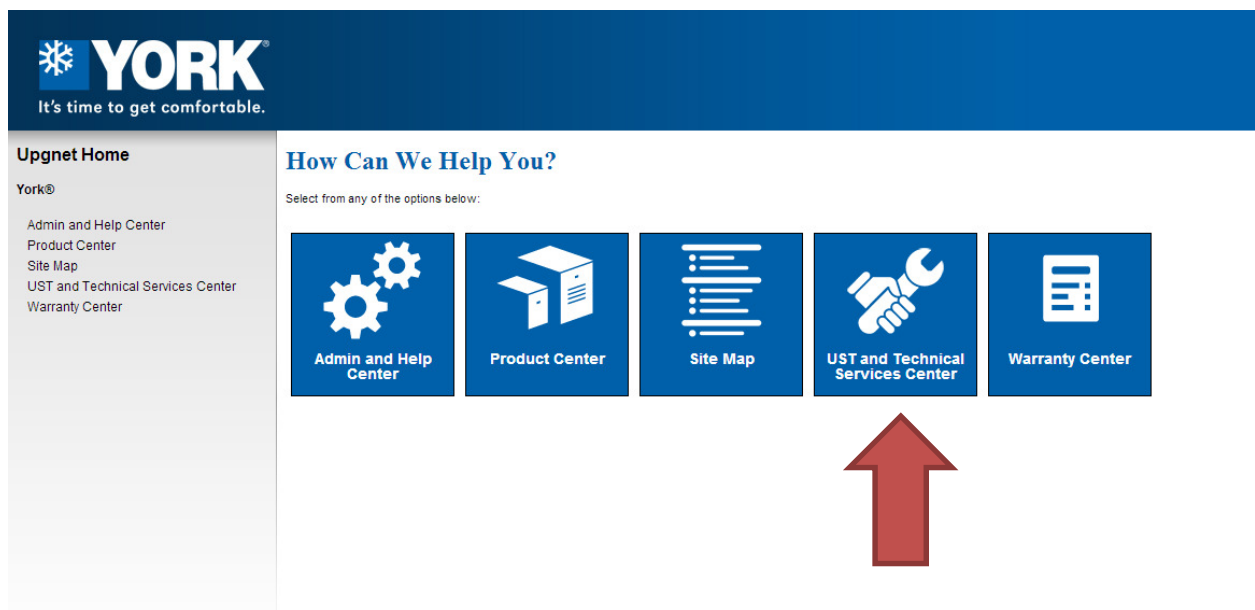 YORK®
It's time to get comfortable.
Upgnet Home
York®
Admin and Help Center
Product Center
Site Map
UST and Technical Services Center
Warranty Center
How Can We Help You?
Select from any of the options below:
Admin and Help
Center
Product Center
Site Map
UST and Technical
Services Center
Warranty Center